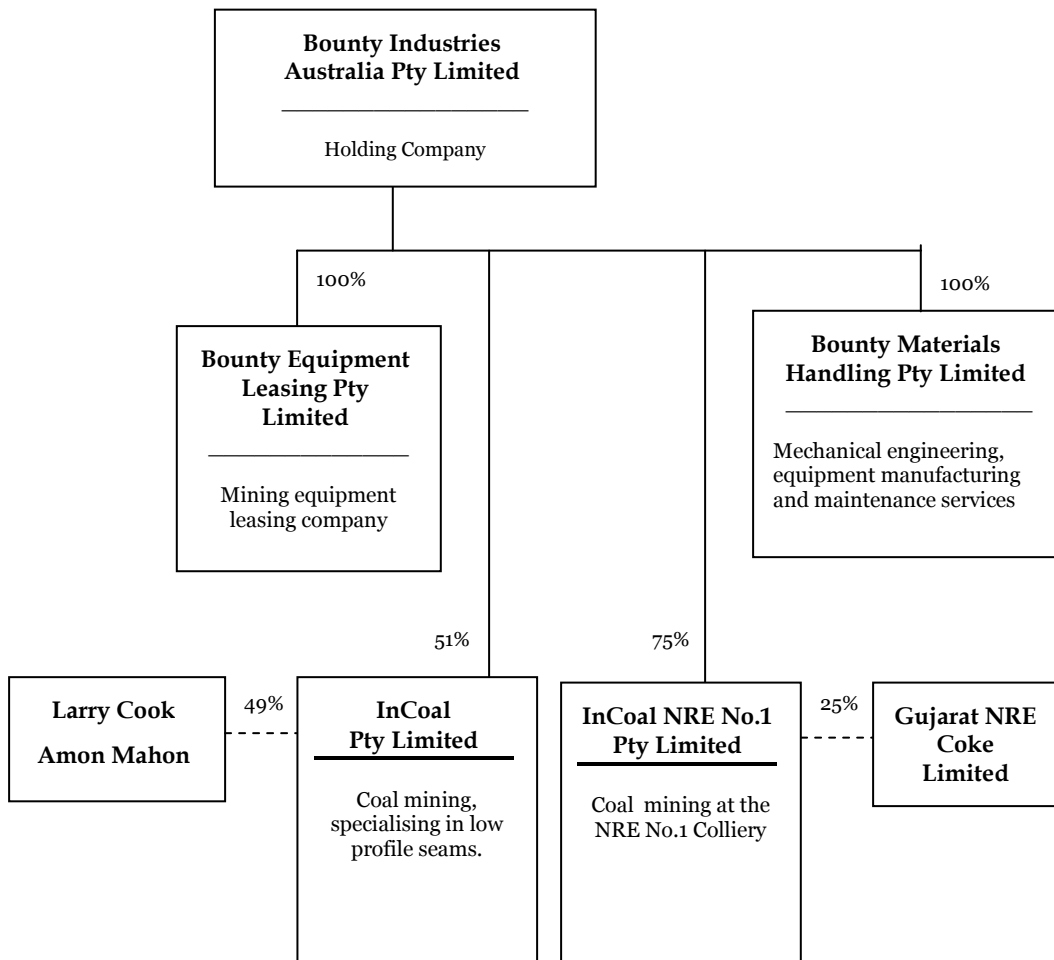 Bounty Industries
Australia Pty Limited
Holding Company
100%
100%
Bounty Equipment
Leasing Pty
Limited
Mining equipment
leasing company
Bounty Materials
Handling Pty Limited
Mechanical engineering,
equipment manufacturing
and maintenance services
51%
75%
Larry Cook
Amon Mahon
49%
InCoal
Pty Limited
Coal mining,
specialising in low
profile seams.
InCoal NRE No.1
Pty Limited
Coal mining at the
NRE No.1 Colliery
25%
Gujarat NRE
Coke
Limited